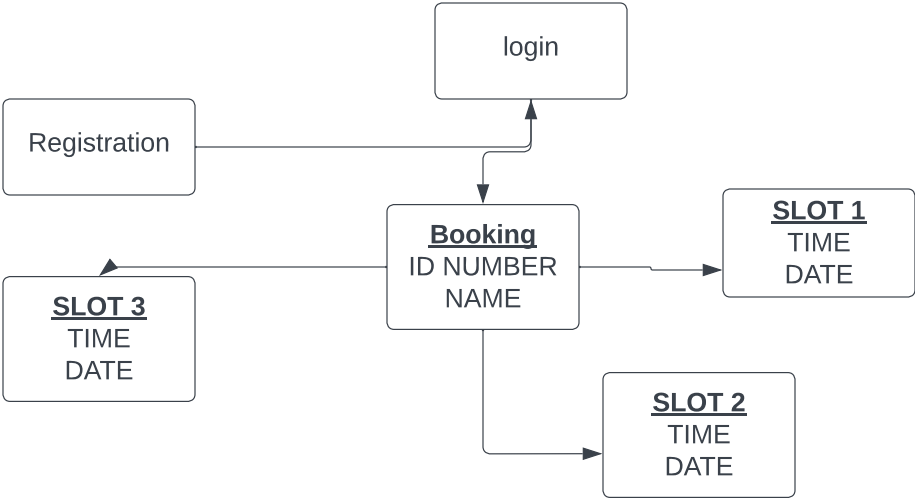 login
Registration
Booking
ID NUMBER
NAME
SLOT 1
TIME
DATE
SLOT 3
TIME
DATE
SLOT 2
TIME
DATE